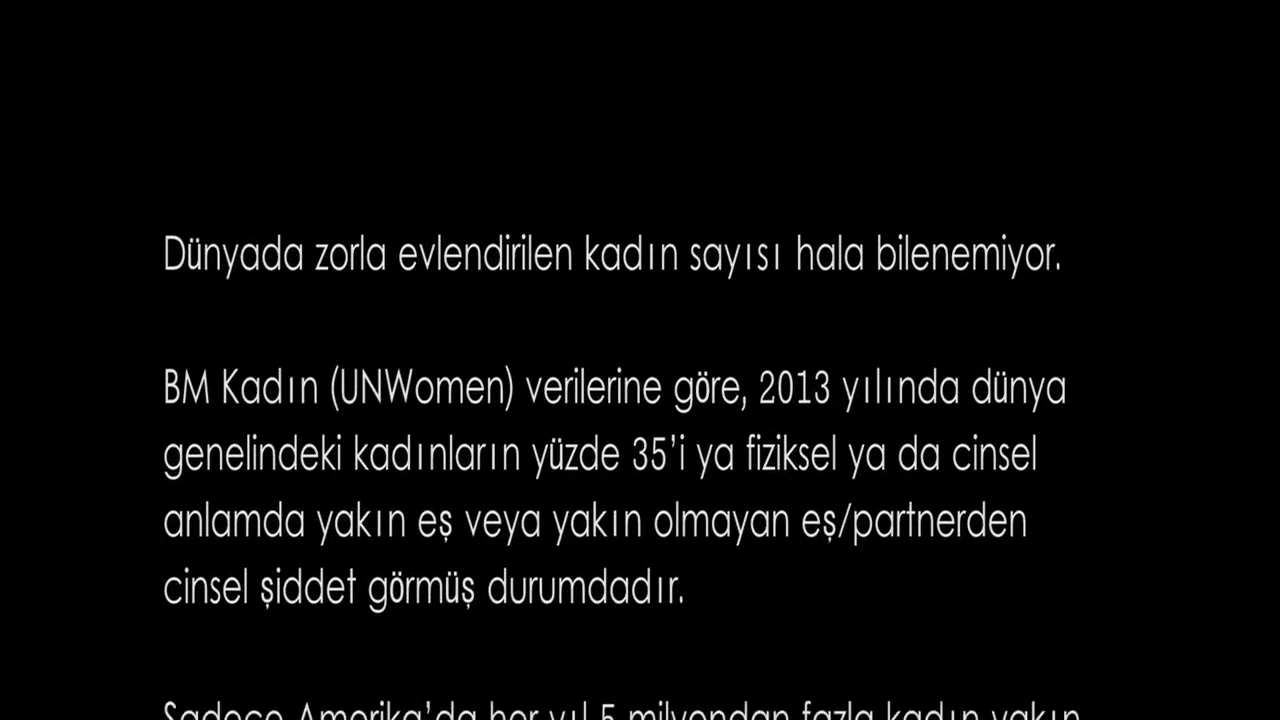 Dünyada zorla evlendirilen kadın sayısı hala bilenemiyor.
BM Kadın (UNWomen) verilerine göre, 2013 yılında dünya
genelindeki kadınların yüzde 35’i ya fiziksel ya da cinsel
anlamda yakın eş veya yakın olmayan eş/partnerden
cinsel şiddet görmüş durumdadır.
Sadece Amerika’da her yıl 5 milyondan fazla kadın yakın